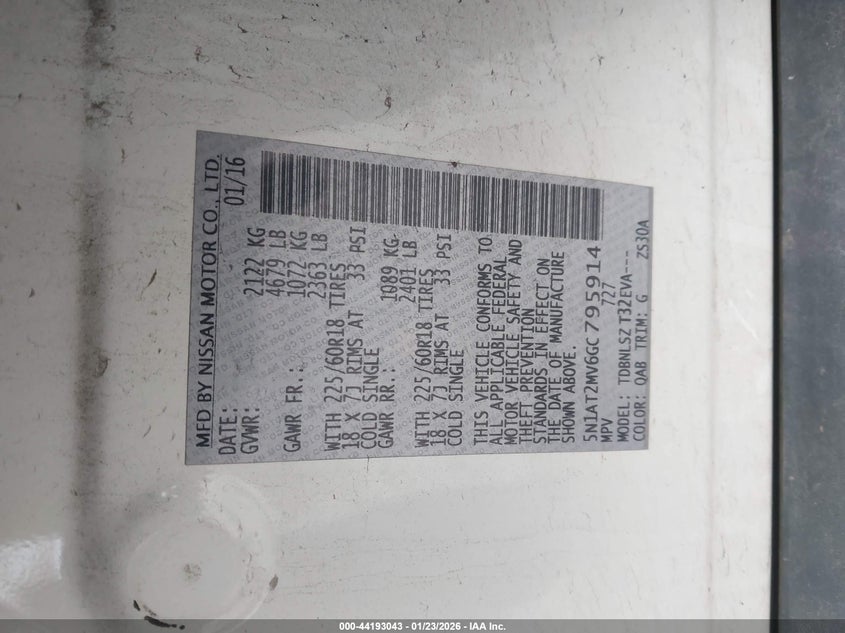 MFD BY NISSAN MOTOR CO., LTD.
DATE: 01/16
GVWR: 2122 KG
4679 LB
GAWR FR.: 1072 KG
2363 LB
WITH 225/60R18 TIRES
18 X 7J RIMS AT 33 PSI
COLD SINGLE
GAWR RR.: 1089 KG
2401 LB
WITH 225/60R18 TIRES
18 X 7J RIMS AT 33 PSI
COLD SINGLE
THIS VEHICLE CONFORMS TO
ALL APPLICABLE FEDERAL
MOTOR VEHICLE SAFETY AND
THEFT PREVENTION
STANDARDS IN EFFECT ON
THE DATE OF MANUFACTURE
SHOWN ABOVE.
5N1AT2MV6GC795914
MPV 727
MODEL: TDBNLSZ T32EVA---
COLOR: QAB TRIM: G ZS30A
000-44193043 - 01/23/2026 - IAA Inc.